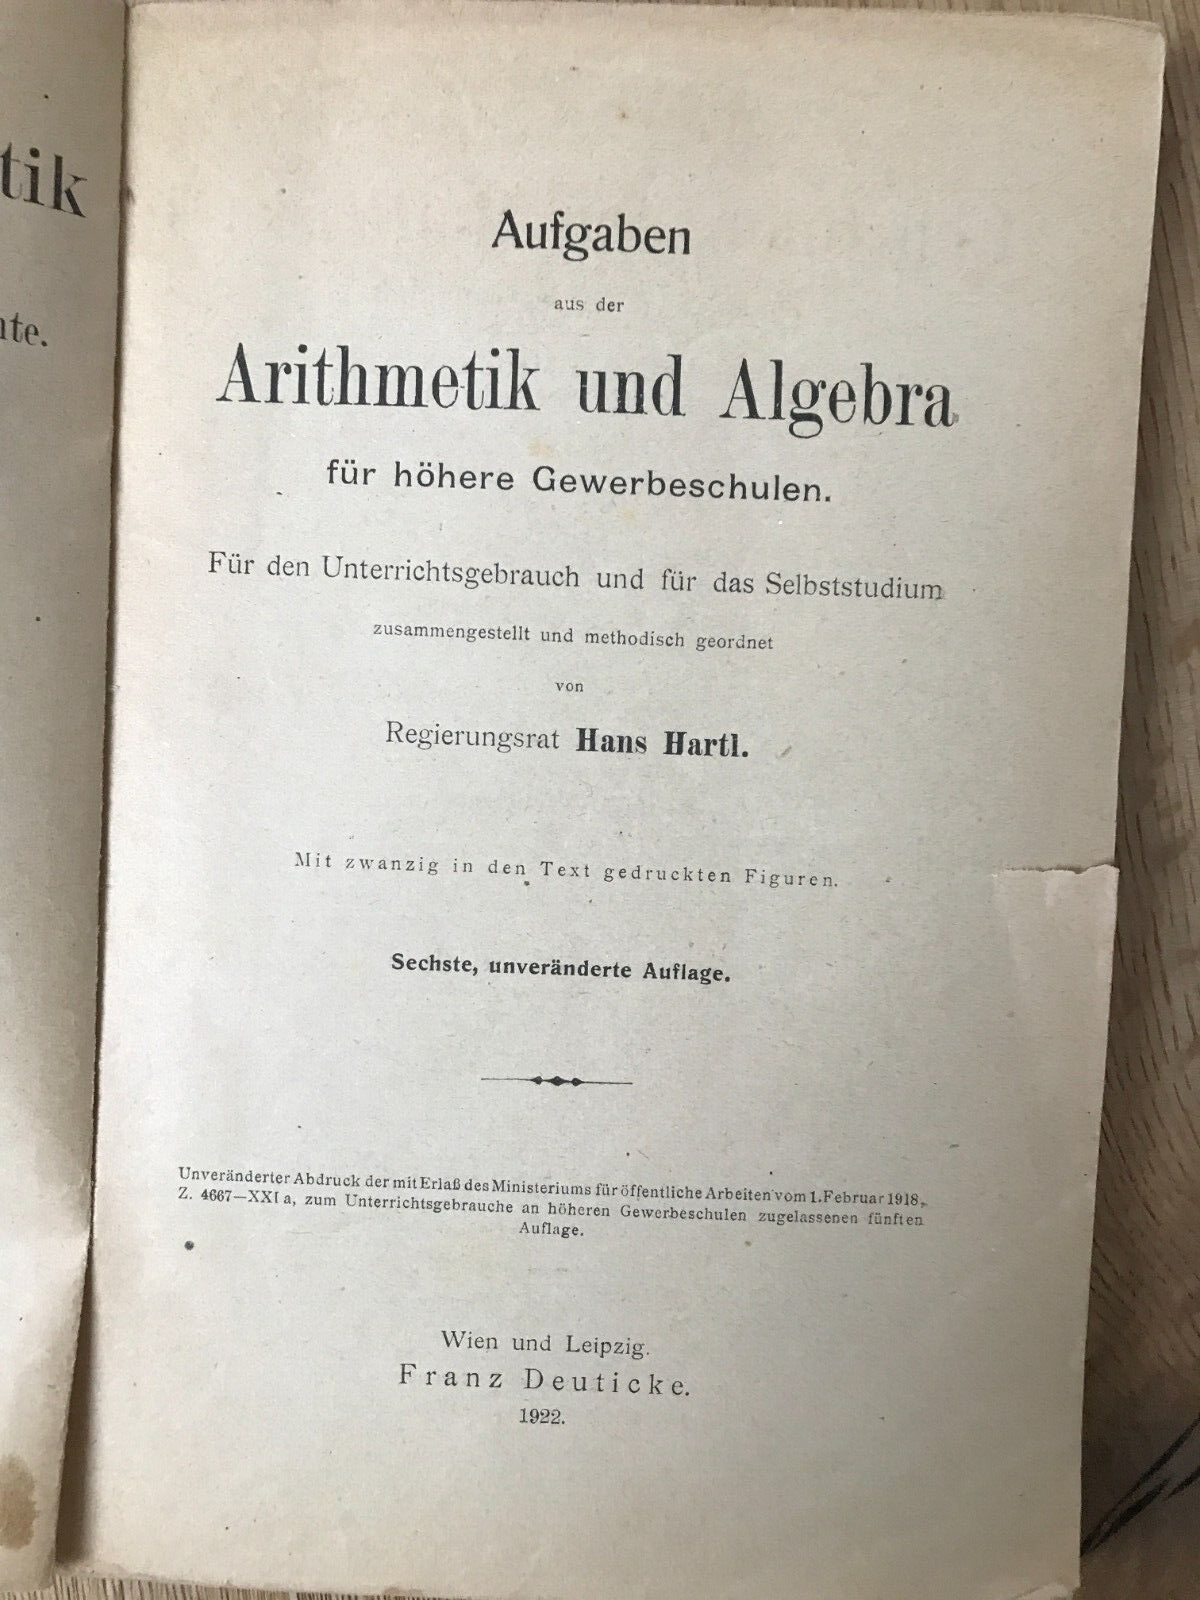 Aufgaben
aus der
Arithmetik und Algebra
für höhere Gewerbeschulen.
Für den Unterrichtsgebrauch und für das Selbststudium
zusammengestellt und methodisch geordnet
von
Regierungsrat Hans Hartl.
Mit zwanzig in den Text gedruckten Figuren.
Sechste, unveränderte Auflage.
Unveränderter Abdruck der mit Erlaß des Ministeriums für öffentliche Arbeiten vom 1. Februar 1918,
Z. 4667—XXI a, zum Unterrichtsgebrauche an höheren Gewerbeschulen zugelassenen fünften
Auflage.
Wien und Leipzig.
Franz Deuticke.
1922.